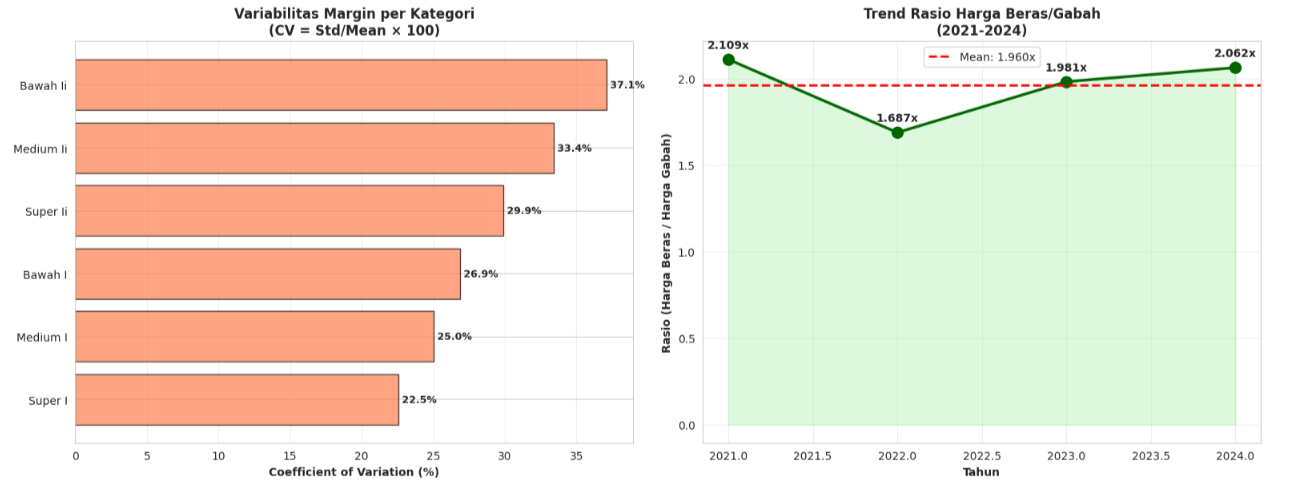 Variabilitas Margin per Kategori
(CV = Std/Mean × 100)
Bawah Ii
37.1%
Medium Ii
33.4%
Super Ii
29.9%
Bawah I
26.9%
Medium I
25.0%
Super I
22.5%
0 5 10 15 20 25 30 35
Coefficient of Variation (%)
Trend Rasio Harga Beras/Gabah
(2021-2024)
Rasio (Harga Beras / Harga Gabah)
2.0
1.5
1.0
0.5
0.0
2.109x
1.687x
1.981x
2.062x
Mean: 1.960x
2021.0 2021.5 2022.0 2022.5 2023.0 2023.5 2024.0
Tahun